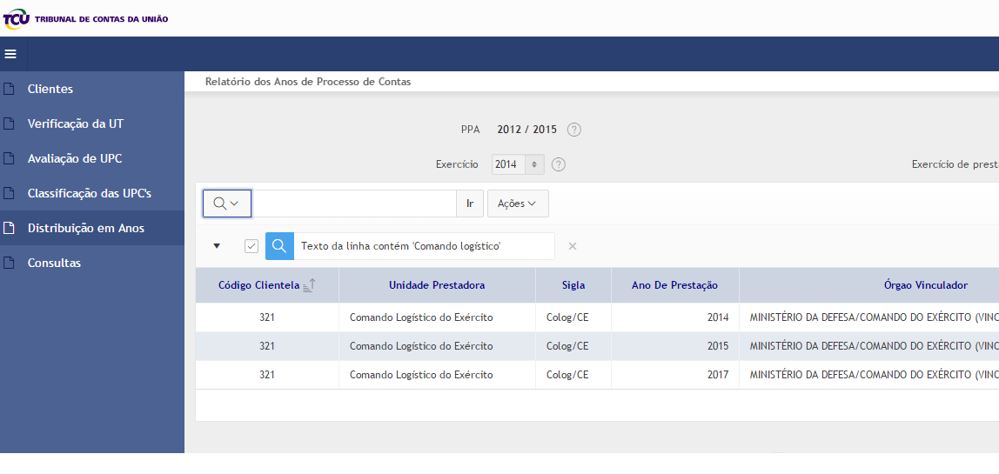 TCU TRIBUNAL DE CONTAS DA UNIÃO
Relatório dos Anos de Processo de Contas
Clientes
Verificação da UT
Avaliação de UPC
Classificação das UPC's
Distribuição em Anos
Consultas
PPA 2012 / 2015 ?
Exercício 2014 ? Exercício de prest
Ir Ações
Texto da linha contém 'Comando logístico'
Código Clientela Unidade Prestadora Sigla Ano De Prestação Órgao Vinculador
321 Comando Logístico do Exército Colog/CE 2014 MINISTÉRIO DA DEFESA/COMANDO DO EXÉRCITO (VINC
321 Comando Logístico do Exército Colog/CE 2015 MINISTÉRIO DA DEFESA/COMANDO DO EXÉRCITO (VINC
321 Comando Logístico do Exército Colog/CE 2017 MINISTÉRIO DA DEFESA/COMANDO DO EXÉRCITO (VINC